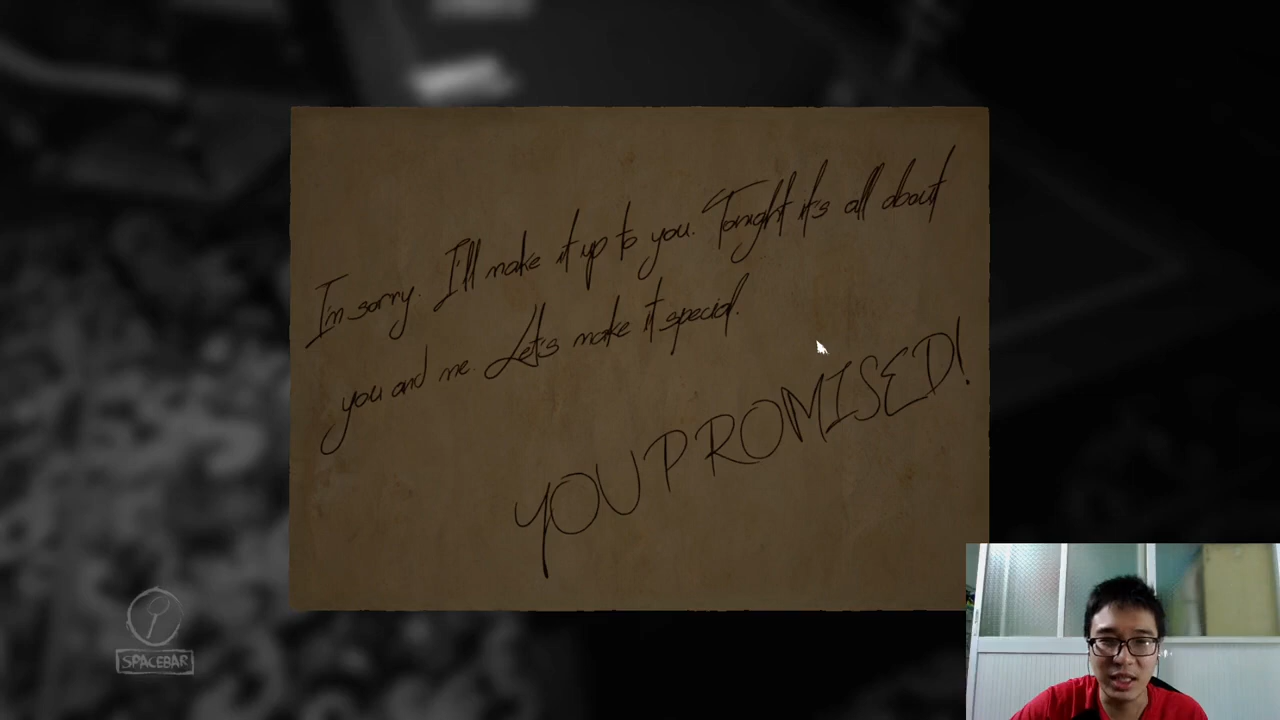 I'm sorry. I'll make it up to you. Tonight it's all about
you and me. Let's make it special.
YOU PROMISED!
SPACEBAR